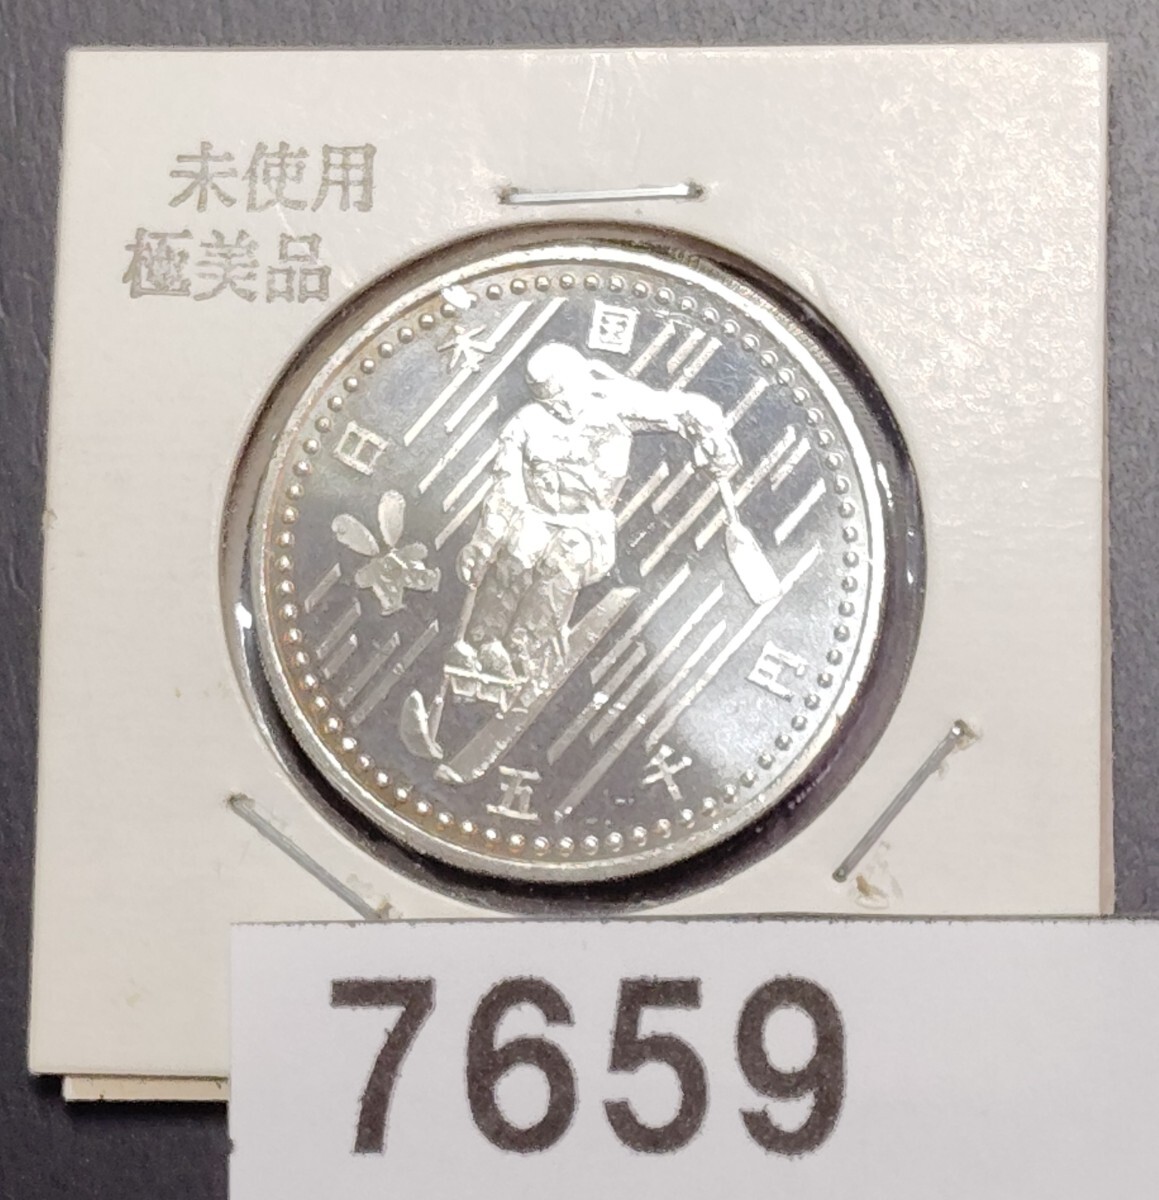 未使用
極美品
日本国
五千円
7659